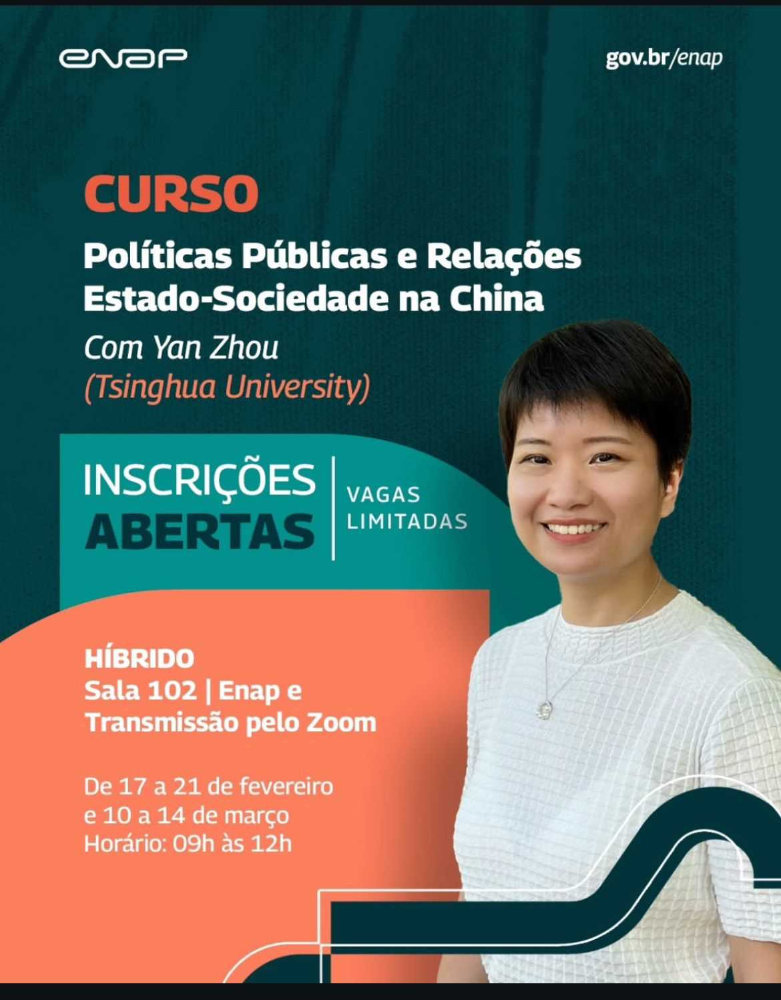 enap
gov.br/enap
CURSO
Políticas Públicas e Relações
Estado-Sociedade na China
Com Yan Zhou
(Tsinghua University)
INSCRIÇÕES
ABERTAS
VAGAS
LIMITADAS
HÍBRIDO
Sala 102 | Enap e
Transmissão pelo Zoom
De 17 a 21 de fevereiro
e 10 a 14 de março
Horário: 09h às 12h